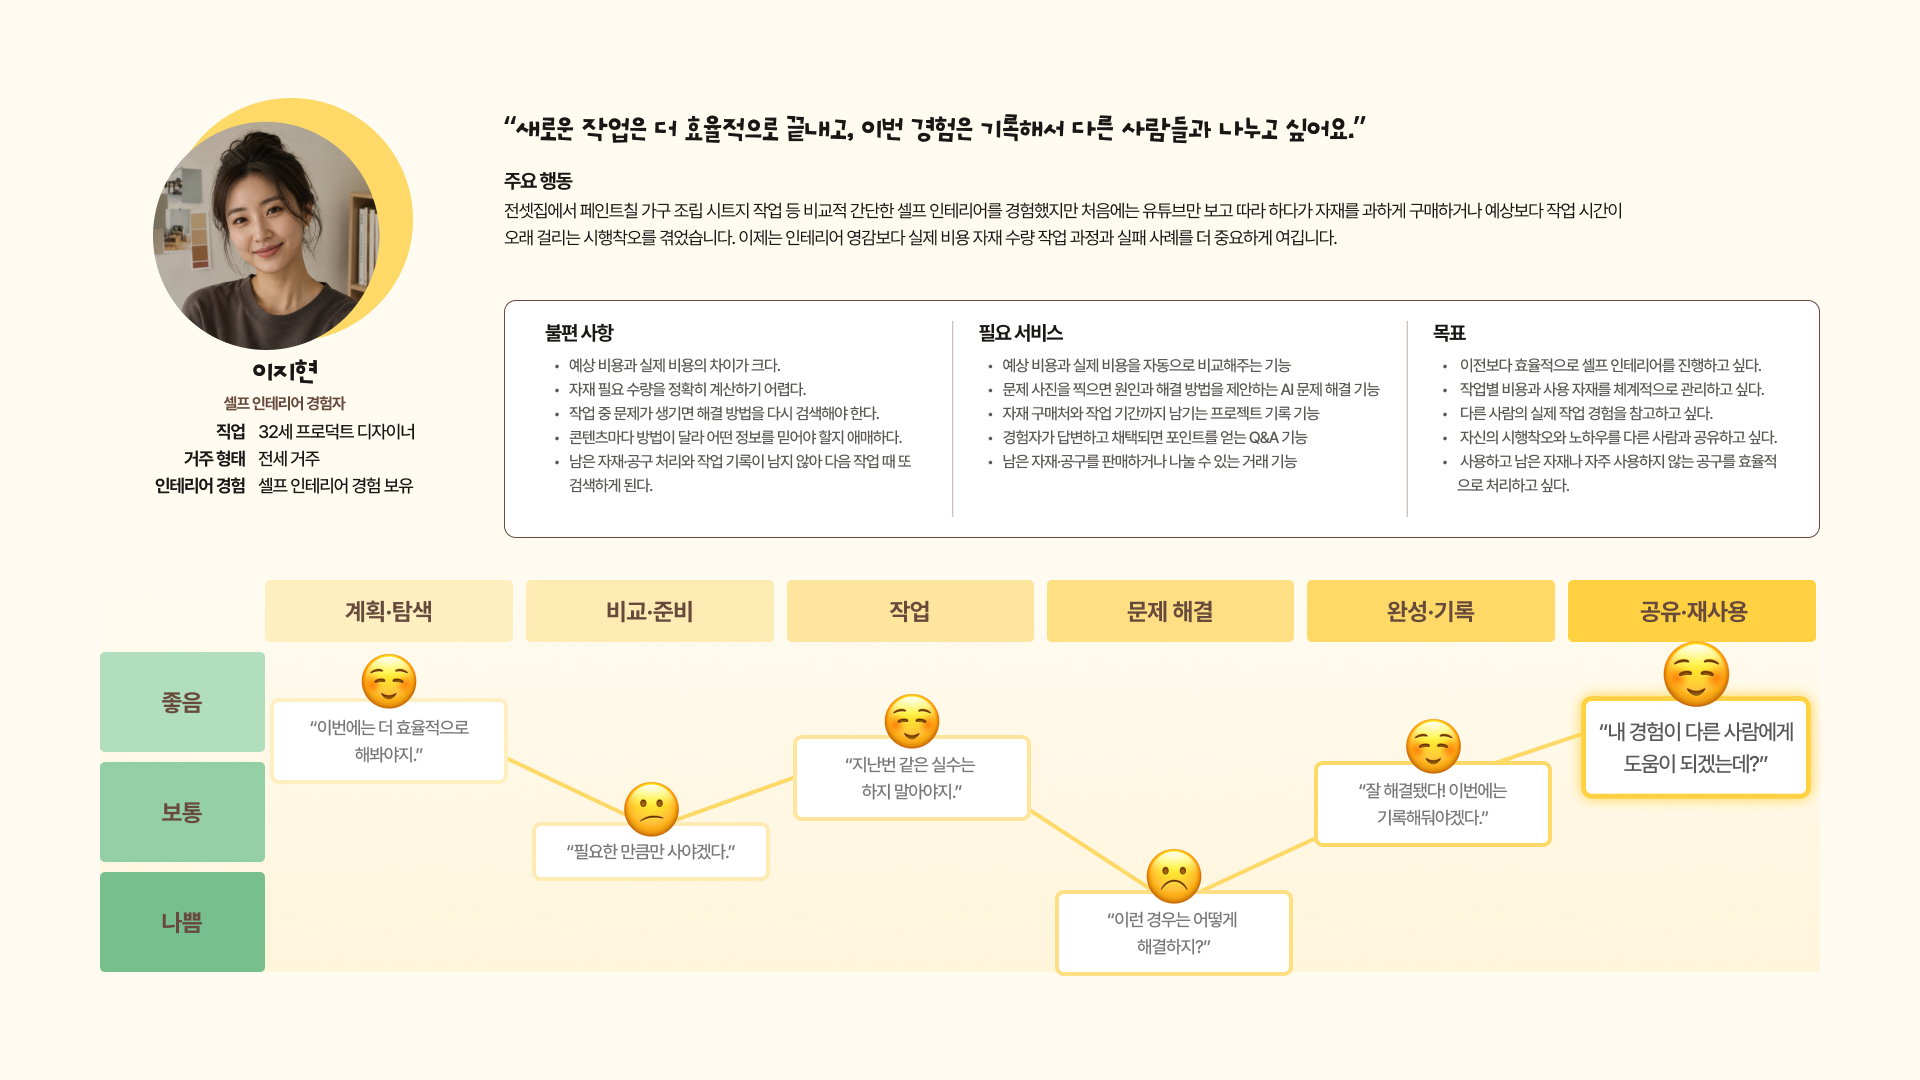 “새로운 작업은 더 효율적으로 끝내고, 이번 경험은 기록해서 다른 사람들과 나누고 싶어요.”
주요 행동
전셋집에서 페인트칠 가구 조립 시트지 작업 등 비교적 간단한 셀프 인테리어를 경험했지만 처음에는 유튜브만 보고 따라 하다가 자재를 과하게 구매하거나 예상보다 작업 시간이
오래 걸리는 시행착오를 겪었습니다. 이제는 인테리어 영감보다 실제 비용 자재 수량 작업 과정과 실패 사례를 더 중요하게 여깁니다.
이지현
셀프 인테리어 경험자
직업 32세 프로덕트 디자이너
거주 형태 전세 거주
인테리어 경험 셀프 인테리어 경험 보유
불편 사항
• 예상 비용과 실제 비용의 차이가 크다.
• 자재 필요 수량을 정확히 계산하기 어렵다.
• 작업 중 문제가 생기면 해결 방법을 다시 검색해야 한다.
• 콘텐츠마다 방법이 달라 어떤 정보를 믿어야 할지 애매하다.
• 남은 자재·공구 처리와 작업 기록이 남지 않아 다음 작업 때 또
검색하게 된다.
필요 서비스
• 예상 비용과 실제 비용을 자동으로 비교해주는 기능
• 문제 사진을 찍으면 원인과 해결 방법을 제안하는 AI 문제 해결 기능
• 자재 구매처와 작업 기간까지 남기는 프로젝트 기록 기능
• 경험자가 답변하고 채택되면 포인트를 얻는 Q&A 기능
• 남은 자재·공구를 판매하거나 나눌 수 있는 거래 기능
목표
• 이전보다 효율적으로 셀프 인테리어를 진행하고 싶다.
• 작업별 비용과 사용 자재를 체계적으로 관리하고 싶다.
• 다른 사람의 실제 작업 경험을 참고하고 싶다.
• 자신의 시행착오와 노하우를 다른 사람과 공유하고 싶다.
• 사용하고 남은 자재나 자주 사용하지 않는 공구를 효율적
으로 처리하고 싶다.
계획·탐색
비교·준비
작업
문제 해결
완성·기록
공유·재사용
좋음
보통
나쁨
“이번에는 더 효율적으로
해봐야지.”
“필요한 만큼만 사야겠다.”
“지난번 같은 실수는
하지 말아야지.”
“이런 경우는 어떻게
해결하지?”
“잘 해결됐다! 이번에는
기록해둬야겠다.”
“내 경험이 다른 사람에게
도움이 되겠는데?”